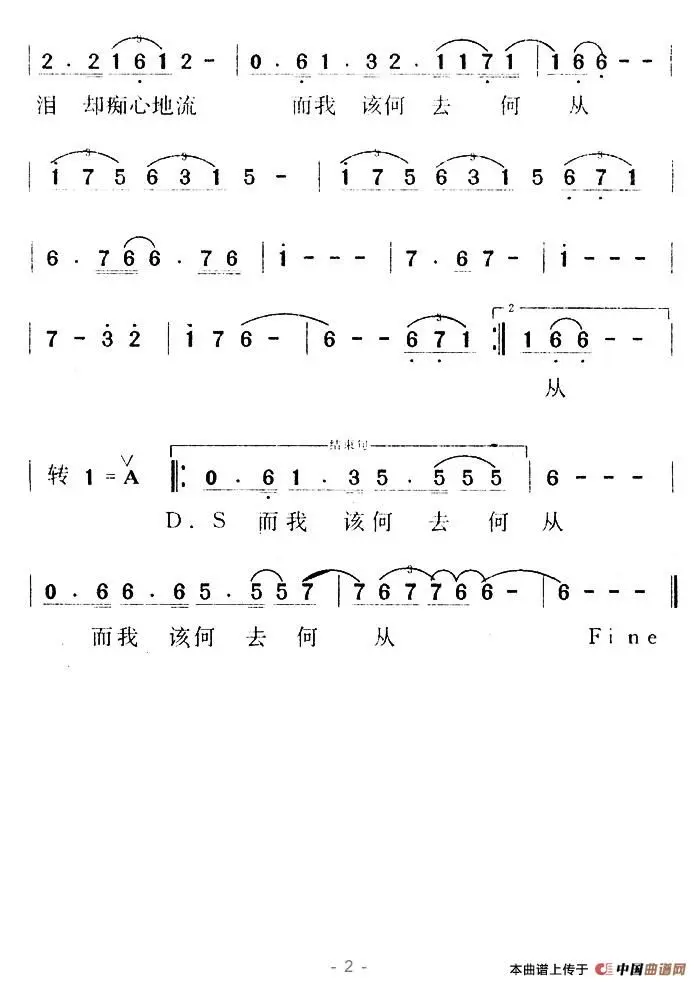 2 . 2 1 6 1 2 - | 0 . 6 1 . 3 2 . 1 1 7 1 | 1 6 6 - - |
泪 却痴心地流 而我 该何 去 何 从
| 1 7 5 6 3 1 5 - | 1 7 5 6 3 1 5 6 7 1 |
| 6 . 7 6 6 . 7 6 | i - - - | 7 . 6 7 - | i - - - |
| 7 - 3 2 | i 7 6 - | 6 - - 6 7 1 :‖ 2 1 6 6 - - |
从
| 转 1 = A ‖: 结束句 0 . 6 1 . 3 5 . 5 5 5 | 6 - - - |
D . S 而我 该何 去 何 从
| 0 . 6 6 . 6 5 . 5 5 7 | 7 6 7 7 6 6 - | 6 - - - ‖
而我 该何 去 何 从 Fine
- 2 -
本曲谱上传于 中国曲谱网